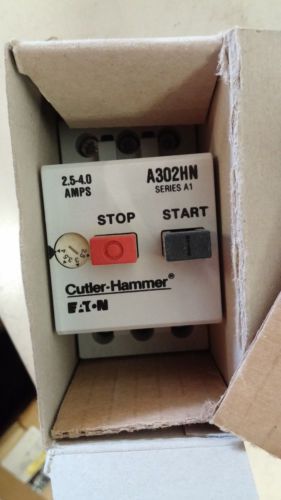 2.5-4.0
AMPS
A302HN
SERIES A1
STOP
START
Cutler-Hammer®
EATON